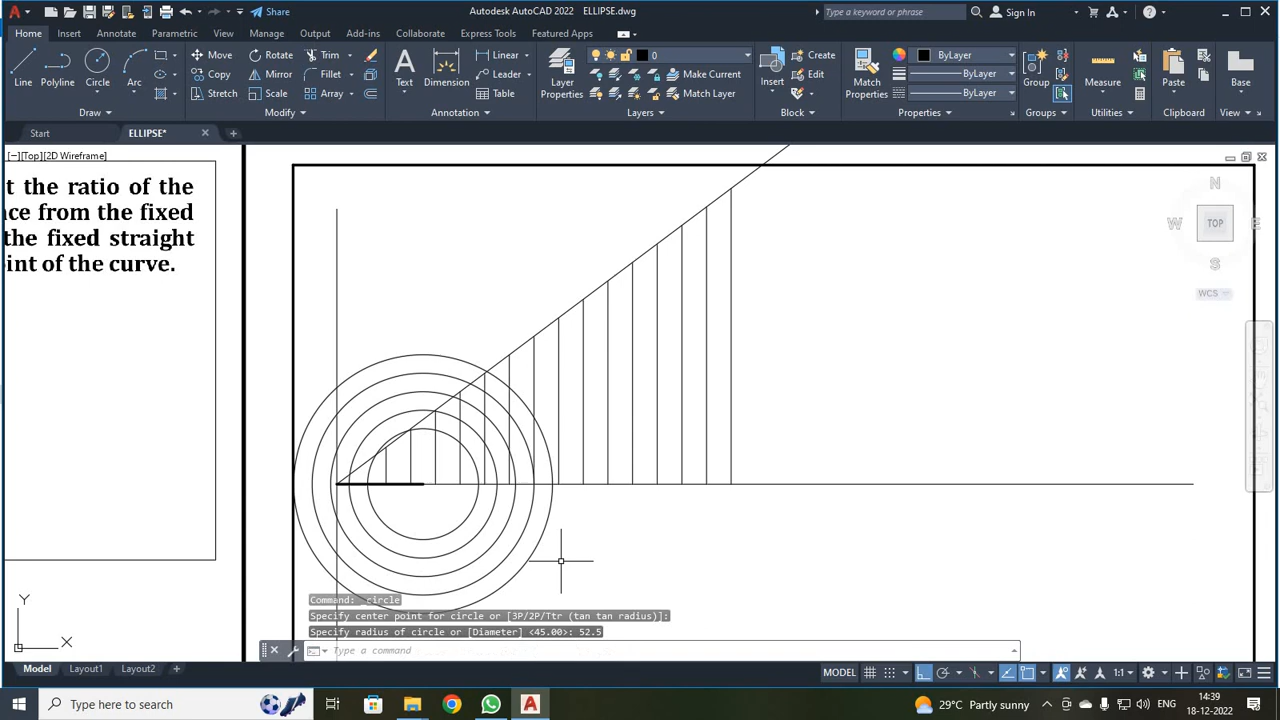 Share
Autodesk AutoCAD 2022 ELLIPSE.dwg
Type a keyword or phrase
Sign In
Home
Insert
Annotate
Parametric
View
Manage
Output
Add-ins
Collaborate
Express Tools
Featured Apps
Line
Polyline
Circle
Arc
Move
Rotate
Trim
Copy
Mirror
Fillet
Stretch
Scale
Array
Text
Dimension
Linear
Leader
Table
Layer
Properties
0
Make Current
Match Layer
Insert
Create
Edit
Match
Properties
ByLayer
ByLayer
ByLayer
Group
Measure
Paste
Base
Draw
Modify
Annotation
Layers
Block
Properties
Groups
Utilities
Clipboard
View
Start
ELLIPSE*
[−][Top][2D Wireframe]
t the ratio of the
ce from the fixed
the fixed straight
int of the curve.
N
W
TOP
E
S
WCS
Y
X
Command: _circle
Specify center point for circle or [3P/2P/Ttr (tan tan radius)]:
Specify radius of circle or [Diameter] <45.00>: 52.5
Type a command
Model
Layout1
Layout2
MODEL
1:1
Type here to search
29°C Partly sunny
ENG
14:39
18-12-2022